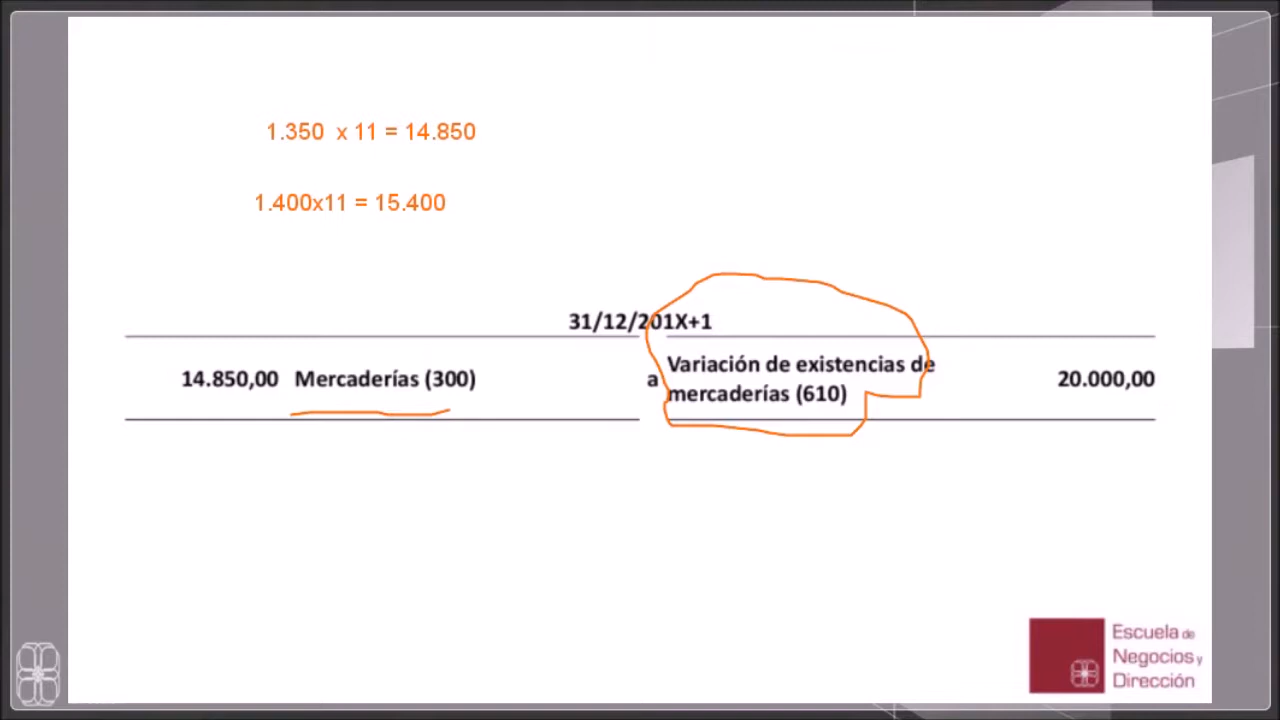 1.350 x 11 = 14.850
1.400x11 = 15.400
31/12/201X+1
14.850,00 Mercaderías (300) a Variación de existencias de 20.000,00
mercaderías (610)
Escuela de
Negocios y
Dirección